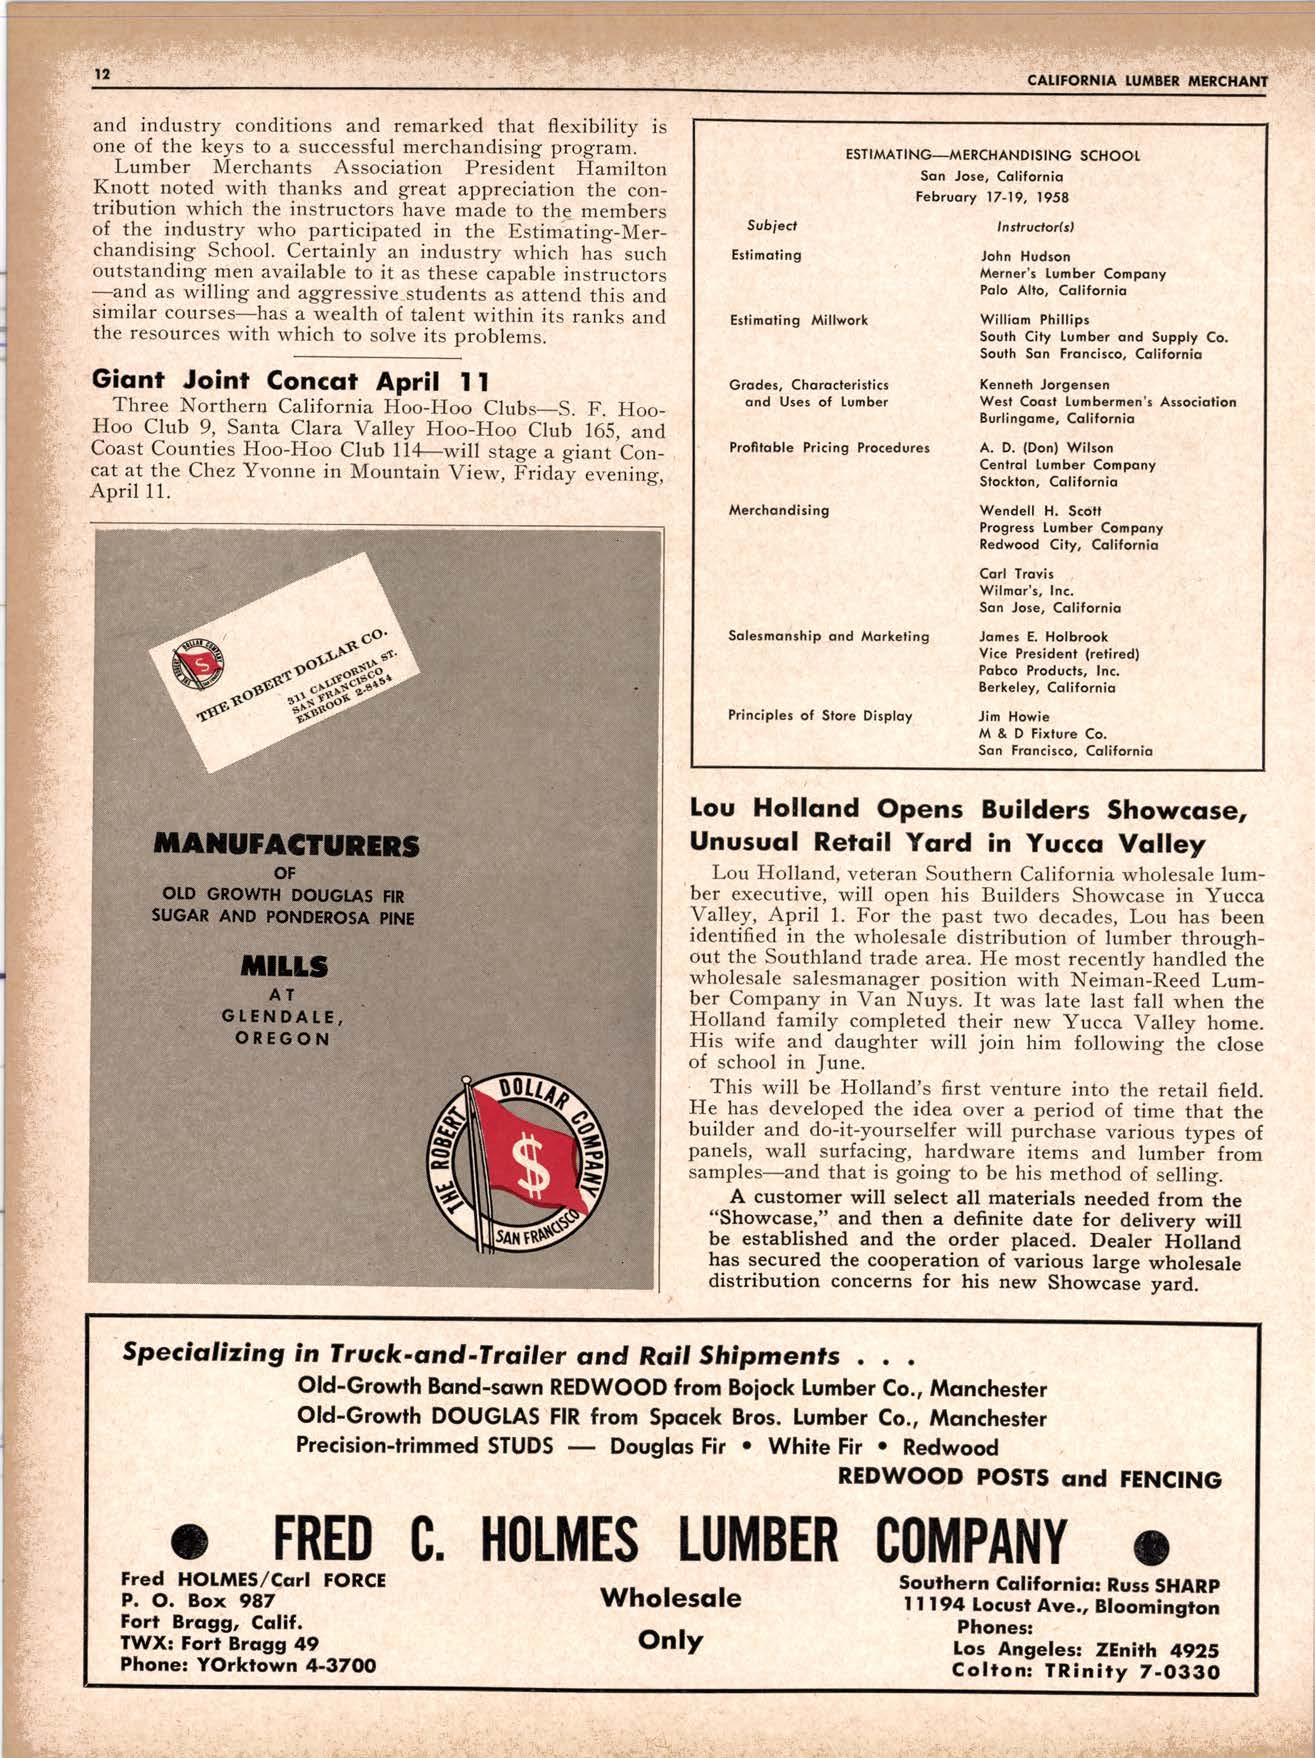 12
CALIFORNIA LUMBER MERCHANT
and industry conditions and remarked that flexibility is
one of the keys to a successful merchandising program.
Lumber Merchants Association President Hamilton
Knott noted with thanks and great appreciation the con-
tribution which the instructors have made to the members
of the industry who participated in the Estimating-Mer-
chandising School. Certainly an industry which has such
outstanding men available to it as these capable instructors
—and as willing and aggressive students as attend this and
similar courses—has a wealth of talent within its ranks and
the resources with which to solve its problems.
Giant Joint Concat April 11
Three Northern California Hoo-Hoo Clubs—S. F. Hoo-
Hoo Club 9, Santa Clara Valley Hoo-Hoo Club 165, and
Coast Counties Hoo-Hoo Club 114—will stage a giant Con-
cat at the Chez Yvonne in Mountain View, Friday evening,
April 11.
THE ROBERT DOLLAR COMPANY
SAN FRANCISCO
THE ROBERT DOLLAR CO.
311 CALIFORNIA ST.
SAN FRANCISCO
EXBROOK 2-8454
MANUFACTURERS
OF
OLD GROWTH DOUGLAS FIR
SUGAR AND PONDEROSA PINE
MILLS
AT
GLENDALE,
OREGON
THE ROBERT DOLLAR COMPANY
$
SAN FRANCISCO
ESTIMATING—MERCHANDISING SCHOOL
San Jose, California
February 17-19, 1958
Subject Instructor(s)
Estimating John Hudson
Merner's Lumber Company
Palo Alto, California
Estimating Millwork William Phillips
South City Lumber and Supply Co.
South San Francisco, California
Grades, Characteristics Kenneth Jorgensen
and Uses of Lumber West Coast Lumbermen's Association
Burlingame, California
Profitable Pricing Procedures A. D. (Don) Wilson
Central Lumber Company
Stockton, California
Merchandising Wendell H. Scott
Progress Lumber Company
Redwood City, California
Carl Travis
Wilmar's, Inc.
San Jose, California
Salesmanship and Marketing James E. Holbrook
Vice President (retired)
Pabco Products, Inc.
Berkeley, California
Principles of Store Display Jim Howie
M & D Fixture Co.
San Francisco, California
Lou Holland Opens Builders Showcase,
Unusual Retail Yard in Yucca Valley
Lou Holland, veteran Southern California wholesale lum-
ber executive, will open his Builders Showcase in Yucca
Valley, April 1. For the past two decades, Lou has been
identified in the wholesale distribution of lumber through-
out the Southland trade area. He most recently handled the
wholesale salesmanager position with Neiman-Reed Lum-
ber Company in Van Nuys. It was late last fall when the
Holland family completed their new Yucca Valley home.
His wife and daughter will join him following the close
of school in June.
This will be Holland's first venture into the retail field.
He has developed the idea over a period of time that the
builder and do-it-yourselfer will purchase various types of
panels, wall surfacing, hardware items and lumber from
samples—and that is going to be his method of selling.
A customer will select all materials needed from the
"Showcase," and then a definite date for delivery will
be established and the order placed. Dealer Holland
has secured the cooperation of various large wholesale
distribution concerns for his new Showcase yard.
Specializing in Truck-and-Trailer and Rail Shipments . . .
Old-Growth Band-sawn REDWOOD from Bojock Lumber Co., Manchester
Old-Growth DOUGLAS FIR from Spacek Bros. Lumber Co., Manchester
Precision-trimmed STUDS — Douglas Fir • White Fir • Redwood
REDWOOD POSTS and FENCING
● FRED C. HOLMES LUMBER COMPANY ●
Fred HOLMES/Carl FORCE
P. O. Box 987
Fort Bragg, Calif.
TWX: Fort Bragg 49
Phone: YOrktown 4-3700
Wholesale
Only
Southern California: Russ SHARP
11194 Locust Ave., Bloomington
Phones:
Los Angeles: ZEnith 4925
Colton: TRinity 7-0330